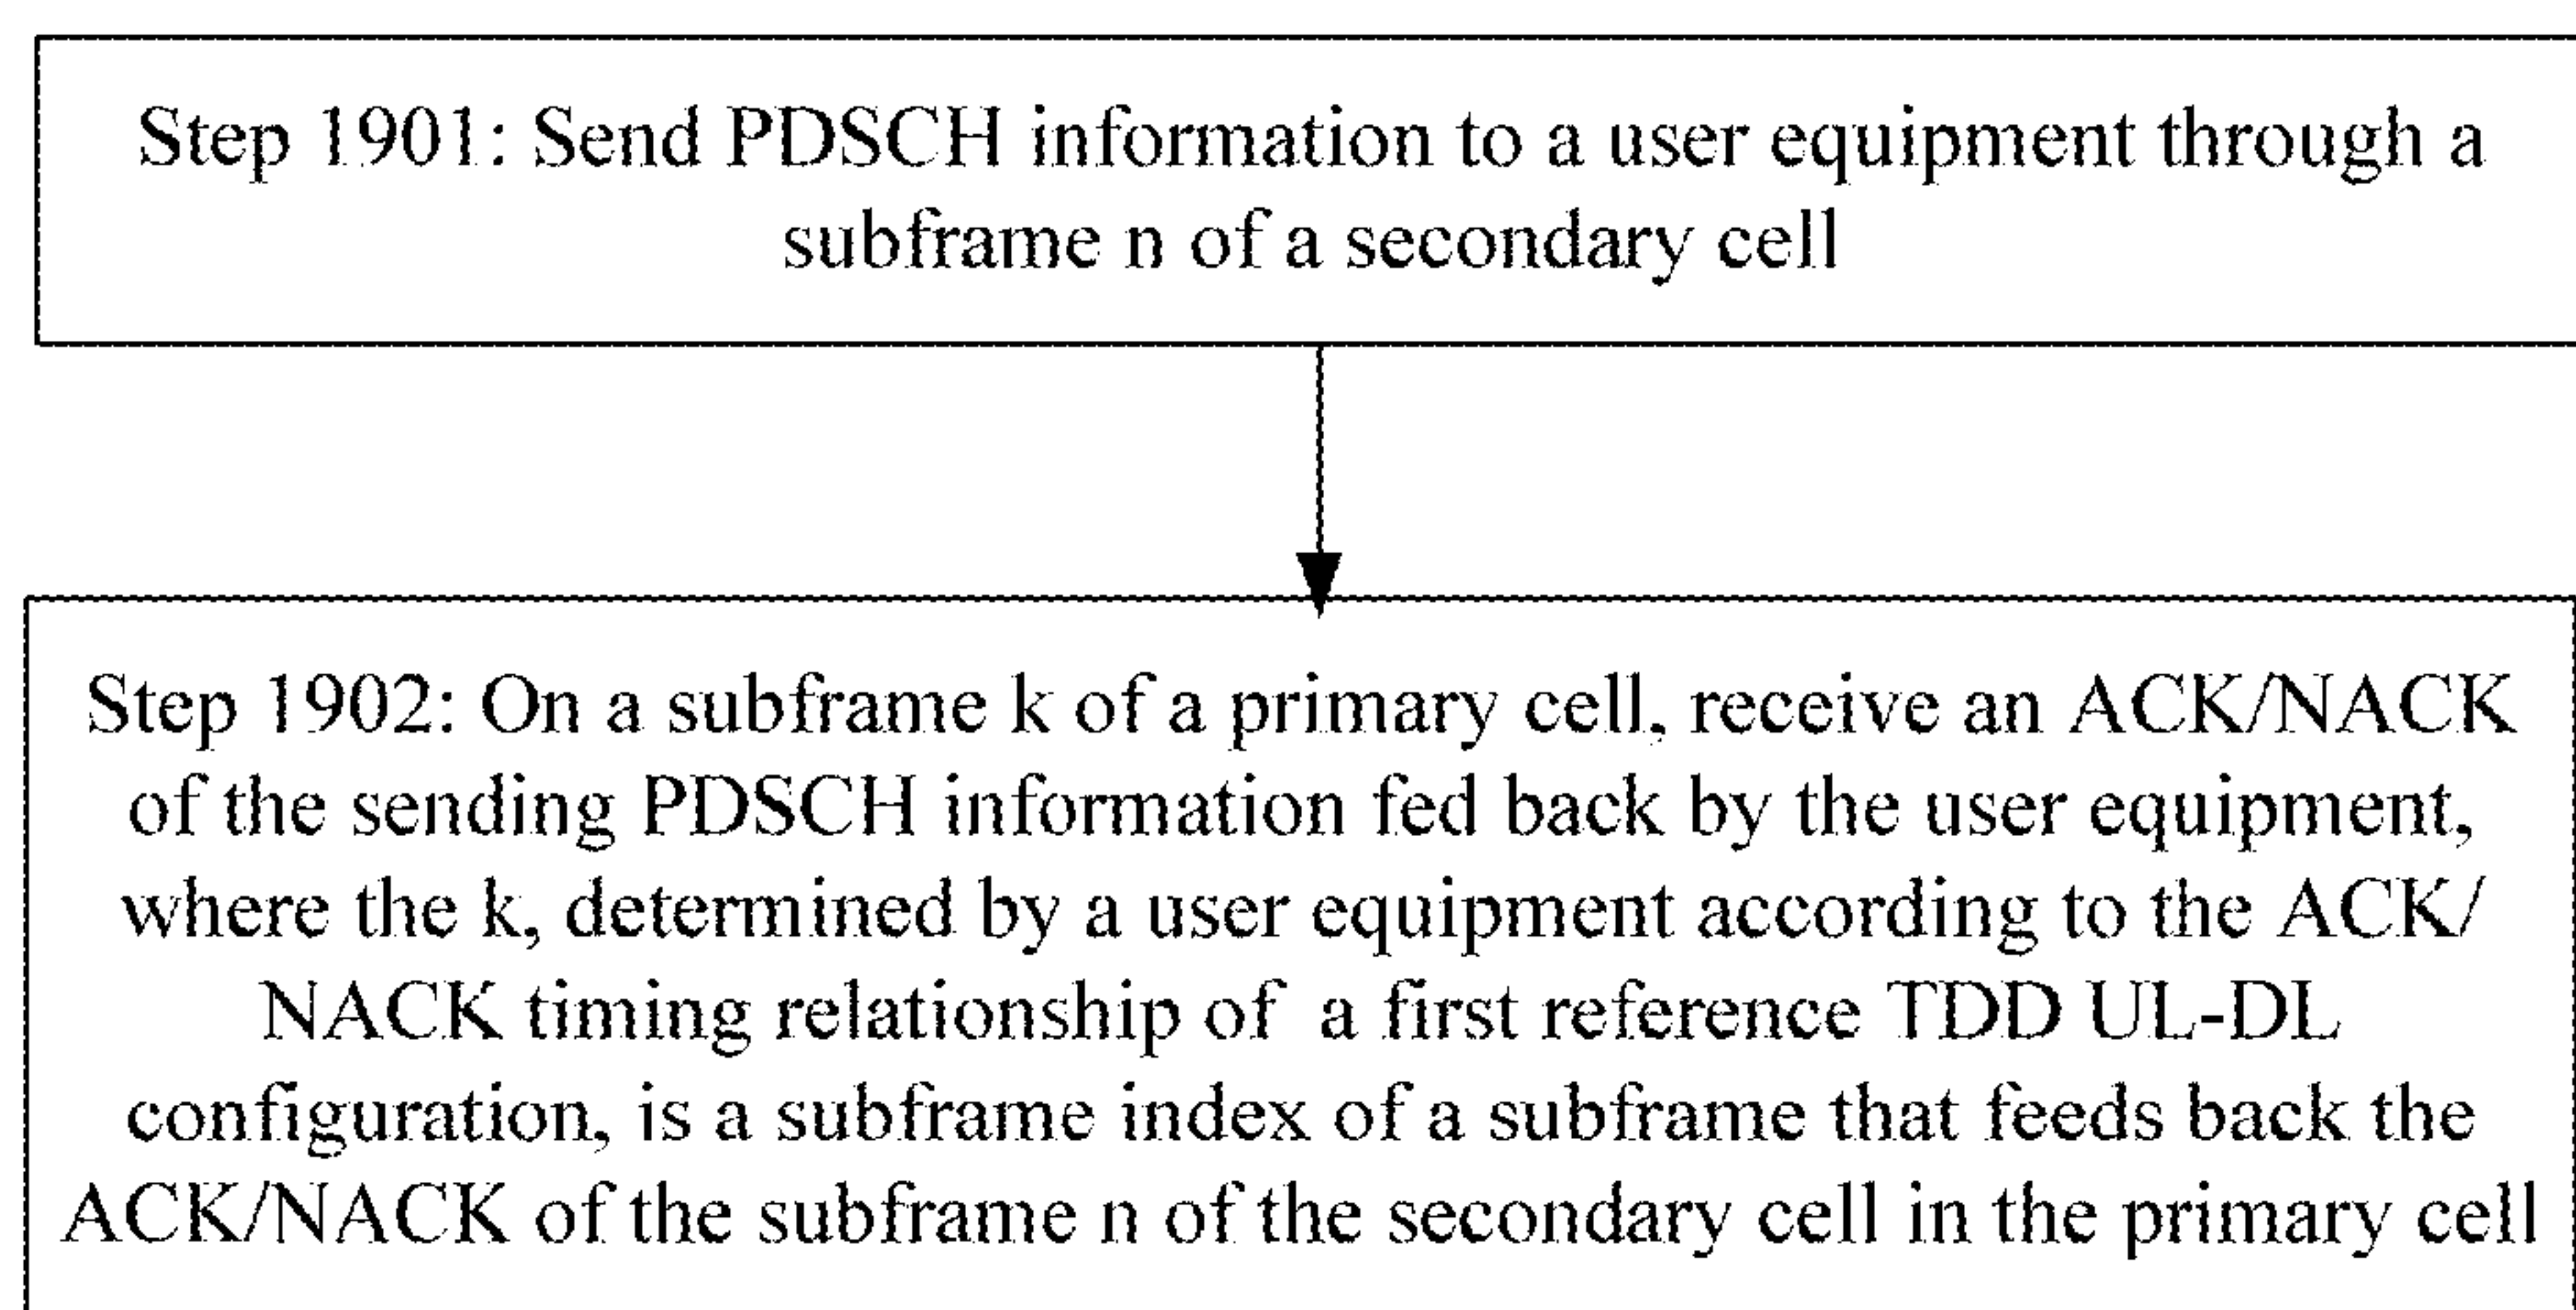 Step 1901: Send PDSCH information to a user equipment through a
subframe n of a secondary cell
Step 1902: On a subframe k of a primary cell, receive an ACK/NACK
of the sending PDSCH information fed back by the user equipment,
where the k, determined by a user equipment according to the ACK/
NACK timing relationship of a first reference TDD UL-DL
configuration, is a subframe index of a subframe that feeds back the
ACK/NACK of the subframe n of the secondary cell in the primary cell